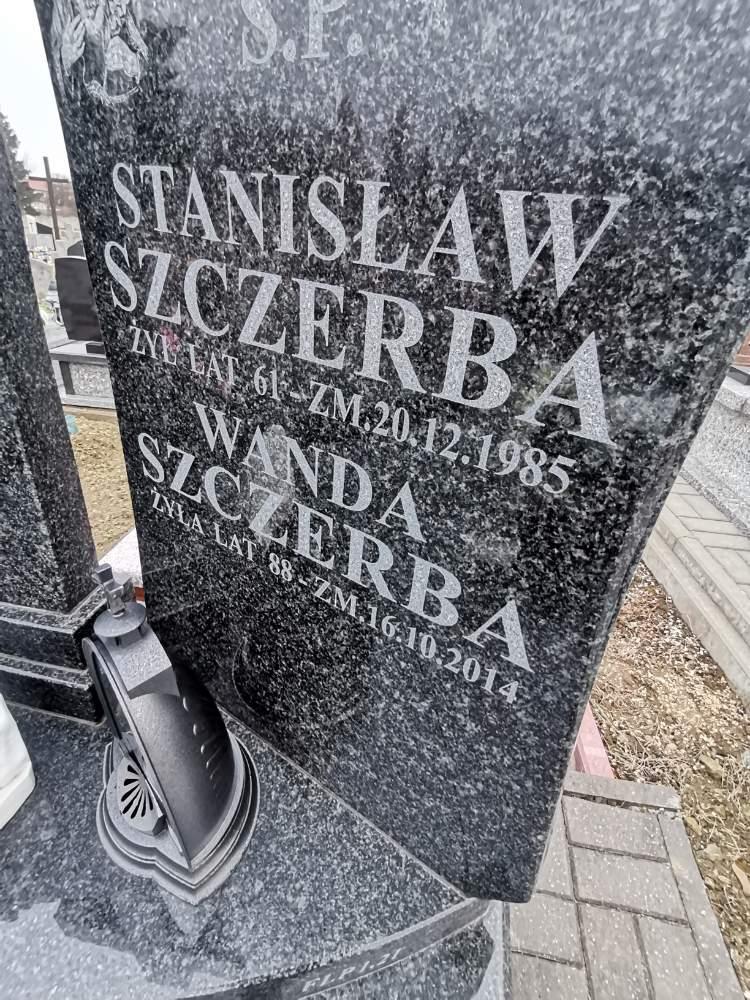 Ś.P.
STANISŁAW
SZCZERBA
ŻYŁ LAT 61 - ZM.20.12.1985
WANDA
SZCZERBA
ŻYŁA LAT 88 - ZM.16.10.2014